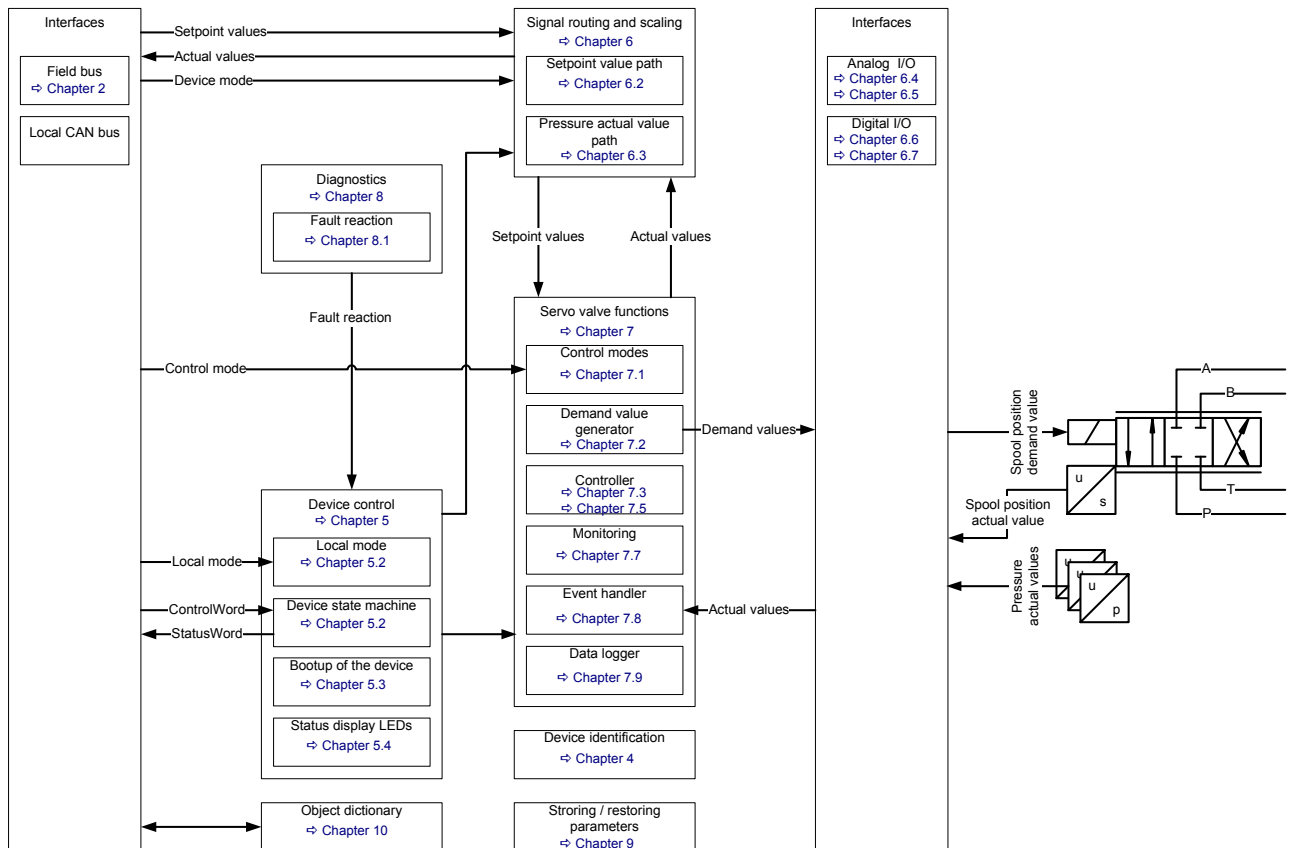 Interfaces
Field bus
⇨ Chapter 2
Local CAN bus
Setpoint values
Actual values
Device mode
Signal routing and scaling
⇨ Chapter 6
Setpoint value path
⇨ Chapter 6.2
Pressure actual value
path
⇨ Chapter 6.3
Interfaces
Analog I/O
⇨ Chapter 6.4
⇨ Chapter 6.5
Digital I/O
⇨ Chapter 6.6
⇨ Chapter 6.7
Diagnostics
⇨ Chapter 8
Fault reaction
⇨ Chapter 8.1
Setpoint values
Actual values
Fault reaction
Control mode
Servo valve functions
⇨ Chapter 7
Control modes
⇨ Chapter 7.1
Demand value
generator
⇨ Chapter 7.2
Controller
⇨ Chapter 7.3
⇨ Chapter 7.5
Monitoring
⇨ Chapter 7.7
Event handler
⇨ Chapter 7.8
Data logger
⇨ Chapter 7.9
Demand values
Actual values
Spool position
demand value
A
B
T
P
u
s
Spool position
actual value
Pressure
actual values
u
u
u
p
Device control
⇨ Chapter 5
Local mode
⇨ Chapter 5.2
Device state machine
⇨ Chapter 5.2
Bootup of the device
⇨ Chapter 5.3
Status display LEDs
⇨ Chapter 5.4
Local mode
ControlWord
StatusWord
Device identification
⇨ Chapter 4
Object dictionary
⇨ Chapter 10
Stroring / restoring
parameters
⇨ Chapter 9